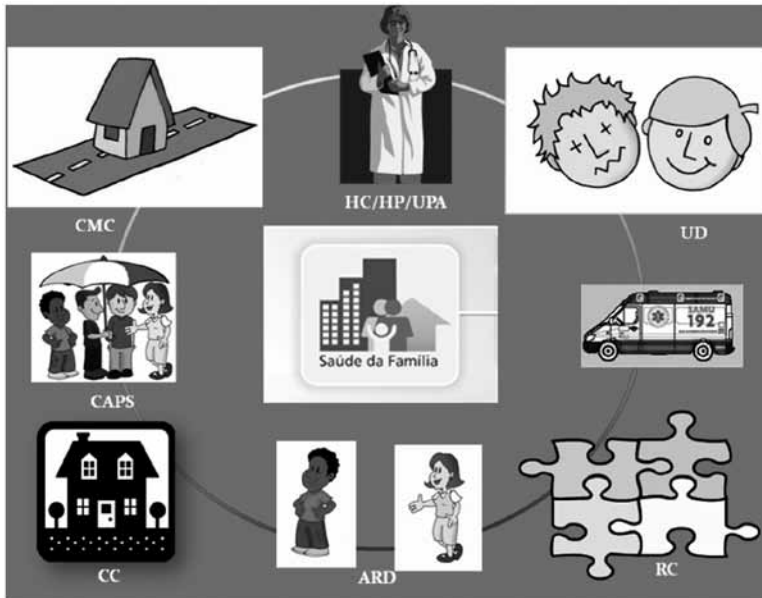 CMC
HC/HP/UPA
UD
Saúde da Família
SAMU
192
CAPS
CC
ARD
RC